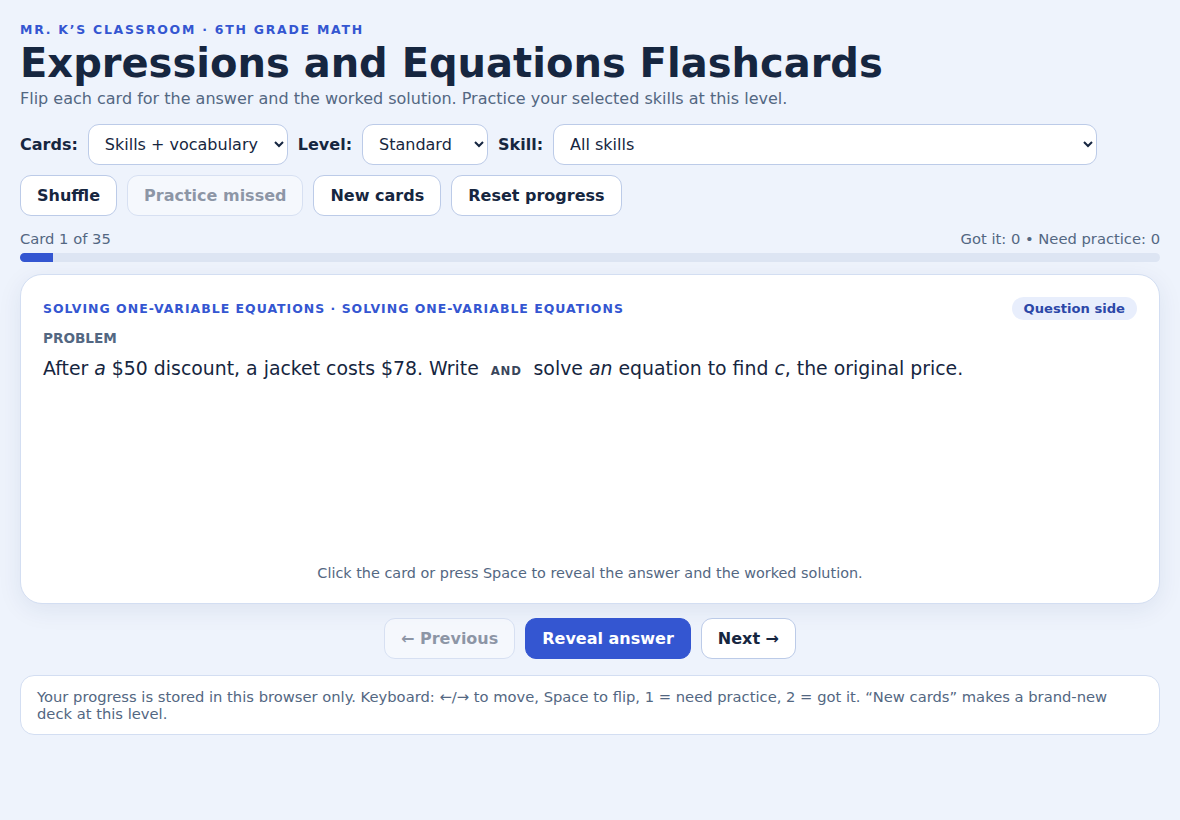 MR. K’S CLASSROOM · 6TH GRADE MATH
Expressions and Equations Flashcards
Flip each card for the answer and the worked solution. Practice your selected skills at this level.
Cards: Skills + vocabulary Level: Standard Skill: All skills
Shuffle Practice missed New cards Reset progress
Card 1 of 35 Got it: 0 • Need practice: 0
SOLVING ONE-VARIABLE EQUATIONS · SOLVING ONE-VARIABLE EQUATIONS Question side
PROBLEM
After a $50 discount, a jacket costs $78. Write AND solve an equation to find c, the original price.
Click the card or press Space to reveal the answer and the worked solution.
← Previous Reveal answer Next →
Your progress is stored in this browser only. Keyboard: ←/→ to move, Space to flip, 1 = need practice, 2 = got it. “New cards” makes a brand-new
deck at this level.